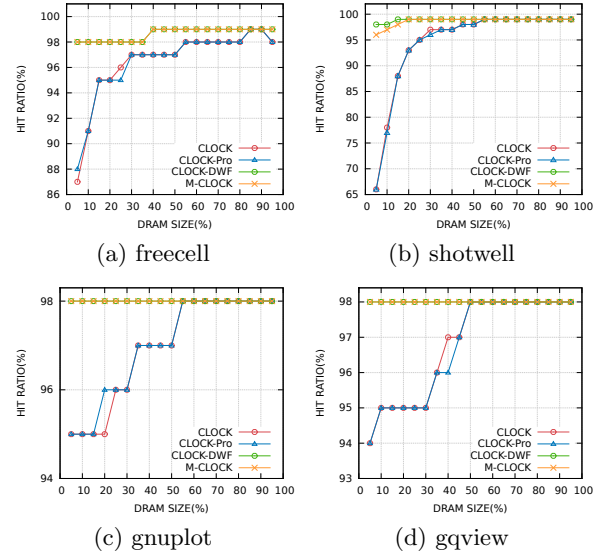 HIT RATIO(%)
100
98
96
94
92
90
88
86
0 10 20 30 40 50 60 70 80 90 100
DRAM SIZE(%)
CLOCK
CLOCK-Pro
CLOCK-DWF
M-CLOCK
(a) freecell
HIT RATIO(%)
100
95
90
85
80
75
70
65
0 10 20 30 40 50 60 70 80 90 100
DRAM SIZE(%)
CLOCK
CLOCK-Pro
CLOCK-DWF
M-CLOCK
(b) shotwell
HIT RATIO(%)
98
96
94
0 10 20 30 40 50 60 70 80 90 100
DRAM SIZE(%)
CLOCK
CLOCK-Pro
CLOCK-DWF
M-CLOCK
(c) gnuplot
HIT RATIO(%)
98
97
96
95
94
93
0 10 20 30 40 50 60 70 80 90 100
DRAM SIZE(%)
CLOCK
CLOCK-Pro
CLOCK-DWF
M-CLOCK
(d) gqview